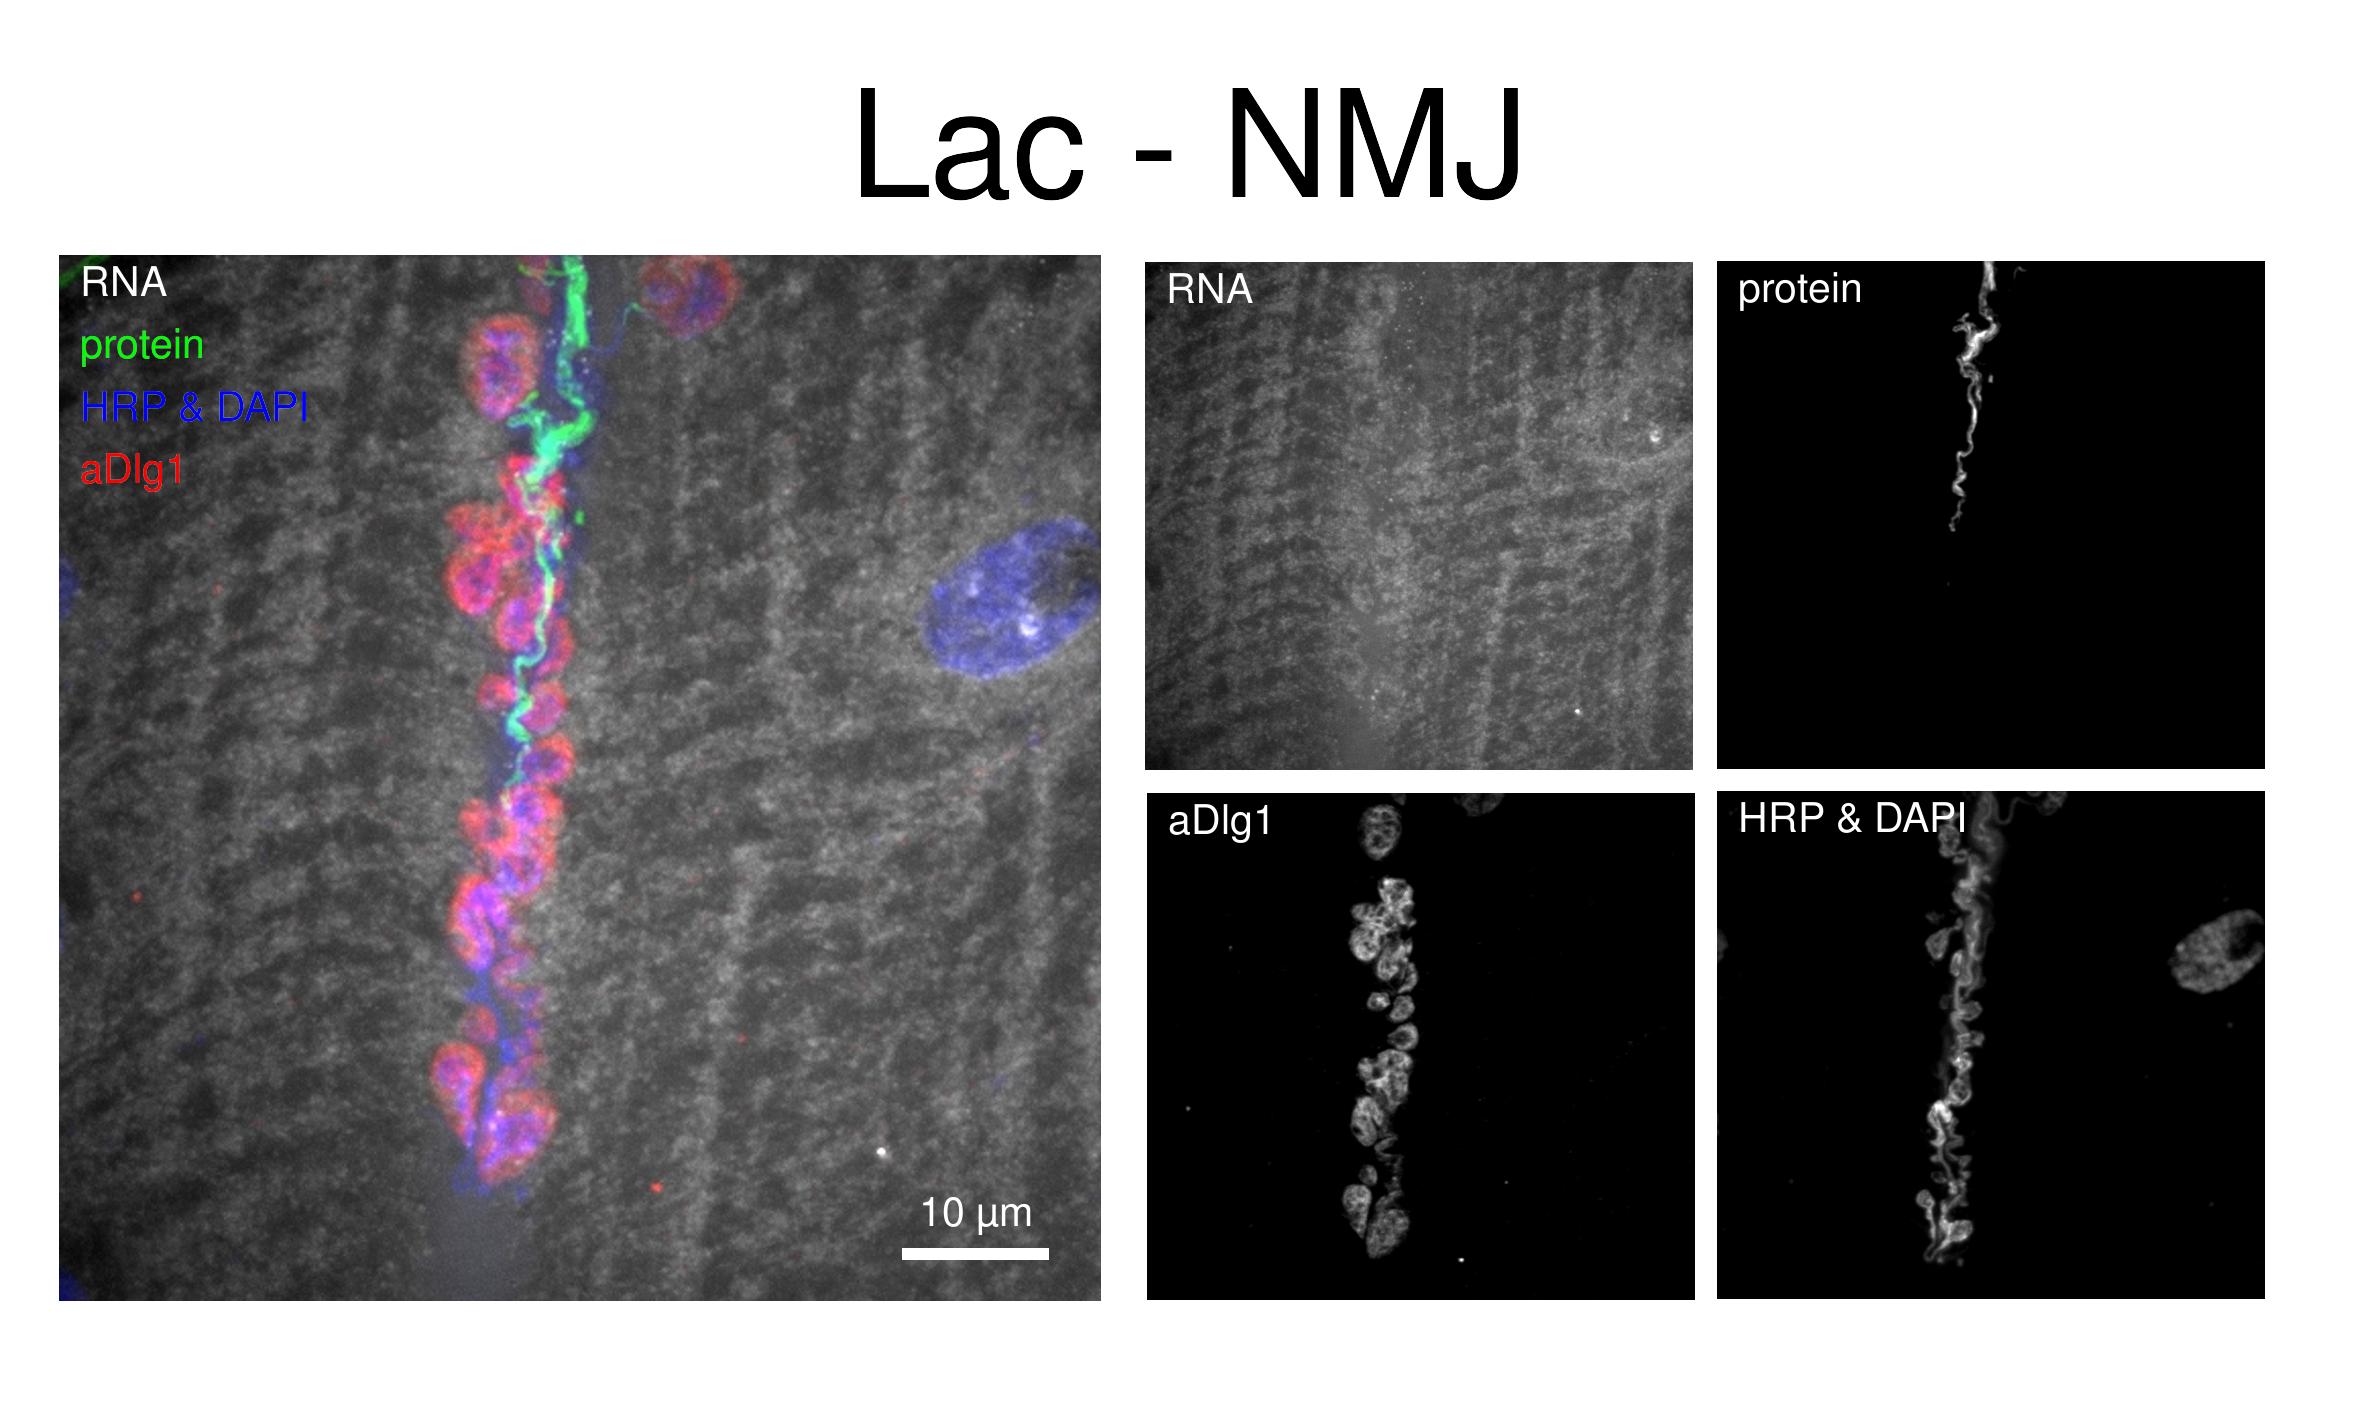 Lac - NMJ
RNA
protein
HRP & DAPI
aDlg1
10 µm
RNA
protein
aDlg1
HRP & DAPI